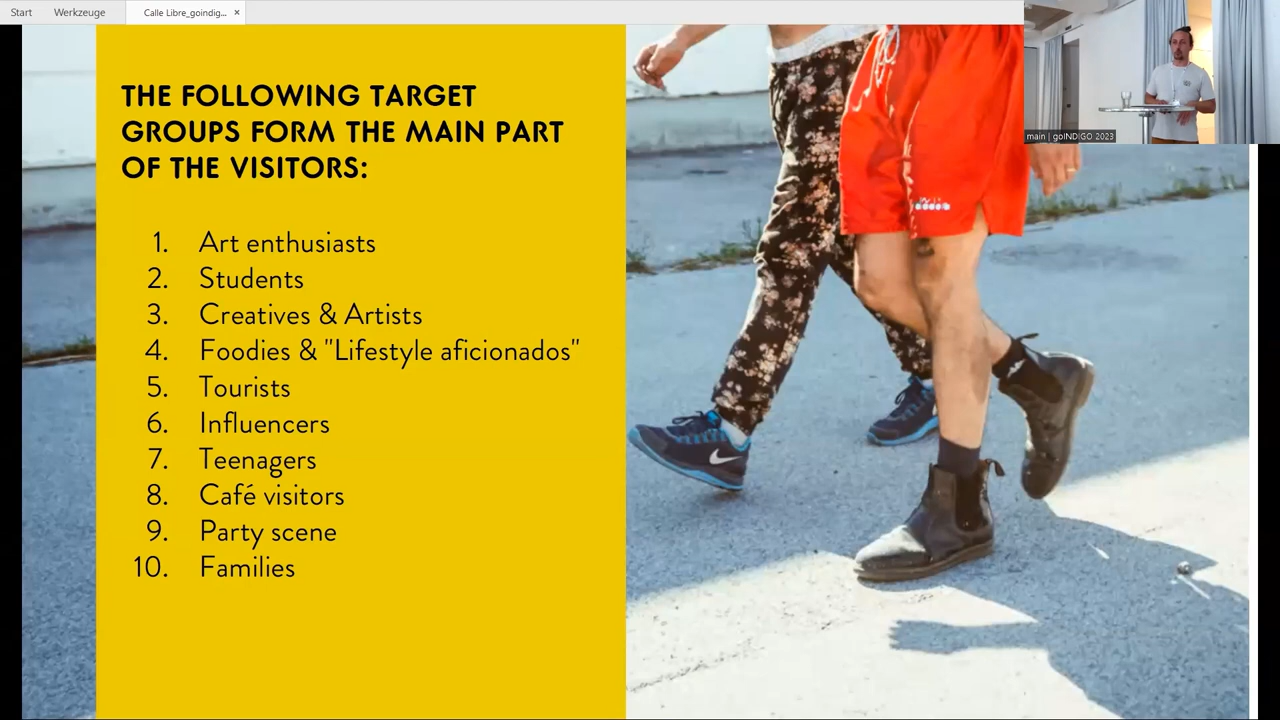 Start Werkzeuge Calle Libre_goindig... ×
main | goINDIGO 2023
THE FOLLOWING TARGET
GROUPS FORM THE MAIN PART
OF THE VISITORS:
1. Art enthusiasts
2. Students
3. Creatives & Artists
4. Foodies & "Lifestyle aficionados"
5. Tourists
6. Influencers
7. Teenagers
8. Café visitors
9. Party scene
10. Families
diadora